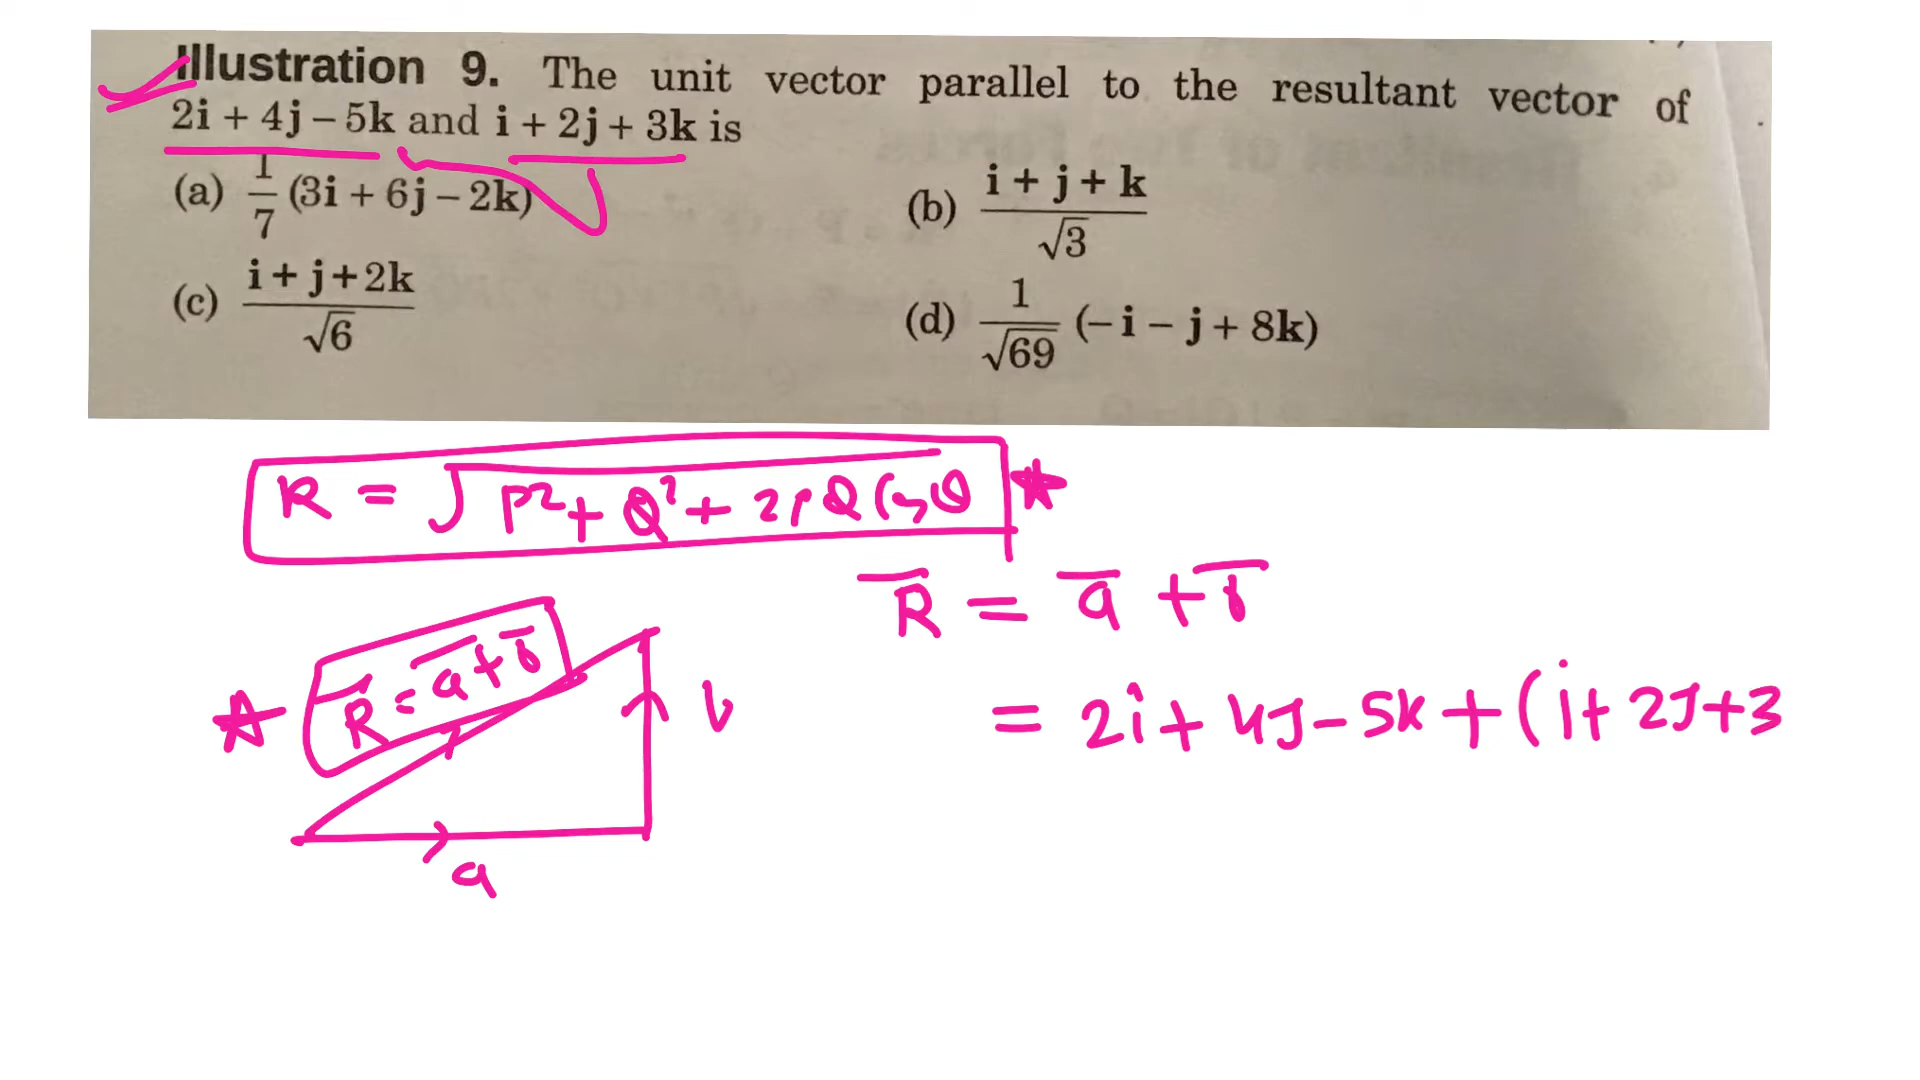 Illustration 9. The unit vector parallel to the resultant vector of
2i + 4j – 5k and i + 2j + 3k is
(a) 1/7 (3i + 6j – 2k)
(b) i + j + k/√3
(c) i + j + 2k/√6
(d) 1/√69 (– i – j + 8k)
R = √P² + Q² + 2PQ Cosθ
R̅ = a̅ + b̅
R̅ = a̅ + b̅
b
= 2i + 4j – 5k + (i + 2j + 3
a